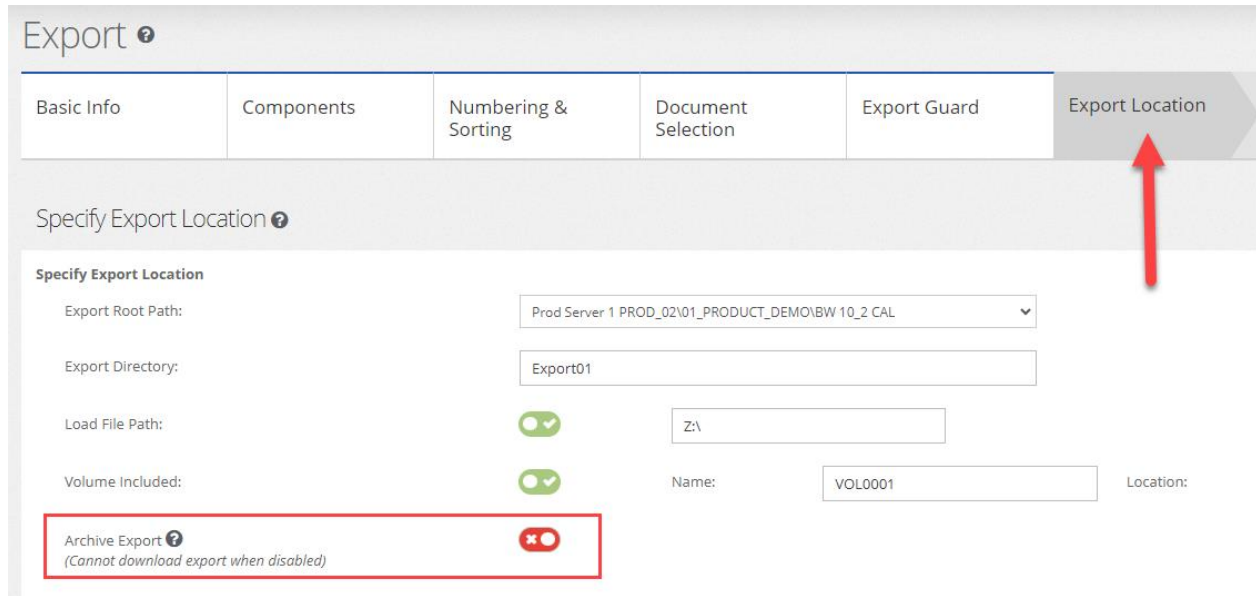 Export
Basic Info
Components
Numbering &
Sorting
Document
Selection
Export Guard
Export Location
Specify Export Location
Specify Export Location
Export Root Path:
Prod Server 1 PROD_02\01_PRODUCT_DEMO\BW 10_2 CAL
Export Directory:
Export01
Load File Path:
Z:\
Volume Included:
Name:
VOL0001
Location:
Archive Export
(Cannot download export when disabled)